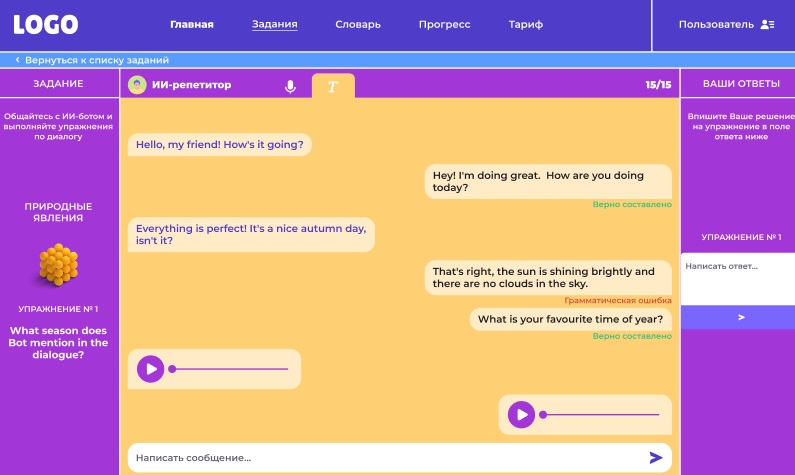 LOGO
Главная
Задания
Словарь
Прогресс
Тариф
Пользователь
‹ Вернуться к списку заданий
ЗАДАНИЕ
ИИ-репетитор
T
15/15
ВАШИ ОТВЕТЫ
Общайтесь с ИИ-ботом и
выполняйте упражнения
по диалогу
ПРИРОДНЫЕ
ЯВЛЕНИЯ
УПРАЖНЕНИЕ № 1
What season does
Bot mention in the
dialogue?
Hello, my friend! How's it going?
Hey! I'm doing great. How are you doing
today?
Верно составлено
Everything is perfect! It's a nice autumn day,
isn't it?
That's right, the sun is shining brightly and
there are no clouds in the sky.
Грамматическая ошибка
What is your favourite time of year?
Верно составлено
Написать сообщение...
Впишите Ваше решение
на упражнение в поле
ответа ниже
УПРАЖНЕНИЕ № 1
Написать ответ...